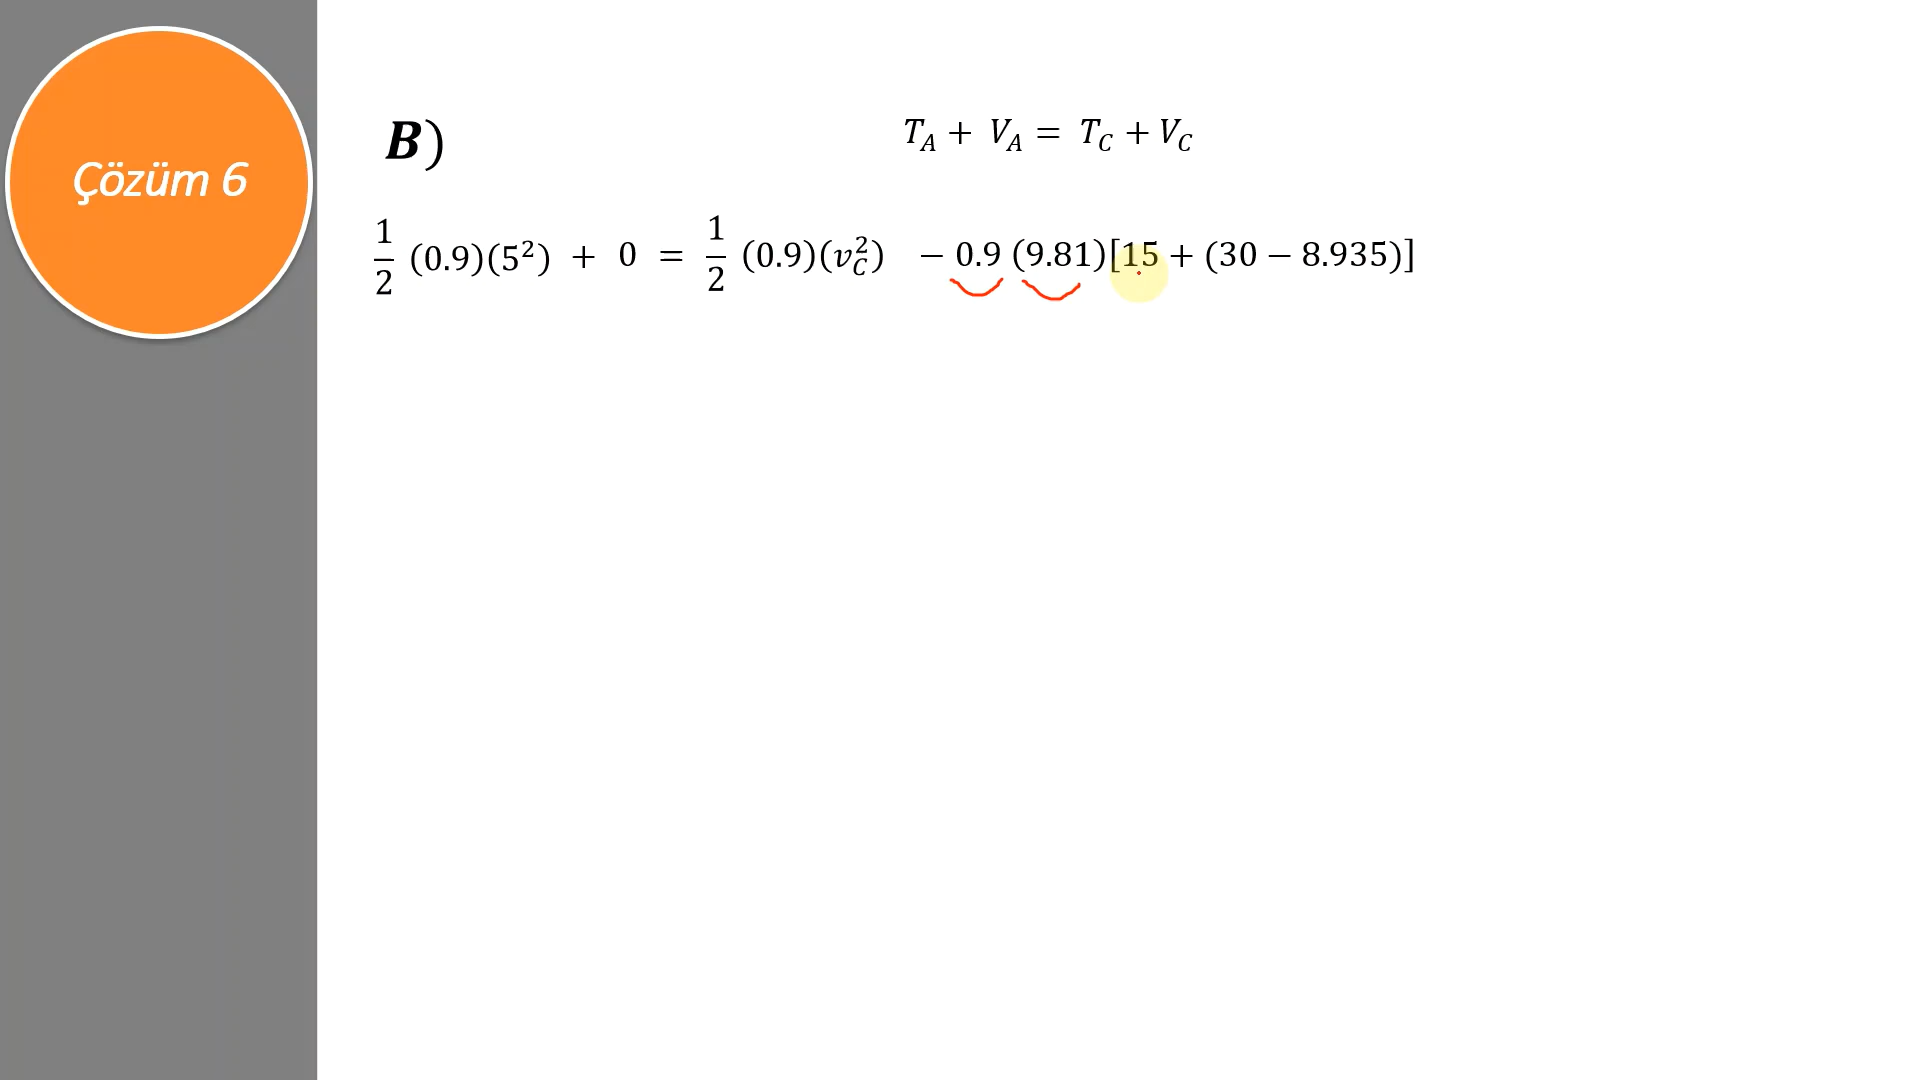 Çözüm 6
B)
T_A + V_A = T_C + V_C
1/2 (0.9)(5²) + 0 = 1/2 (0.9)(v_C²) − 0.9 (9.81)[15 + (30 − 8.935)]